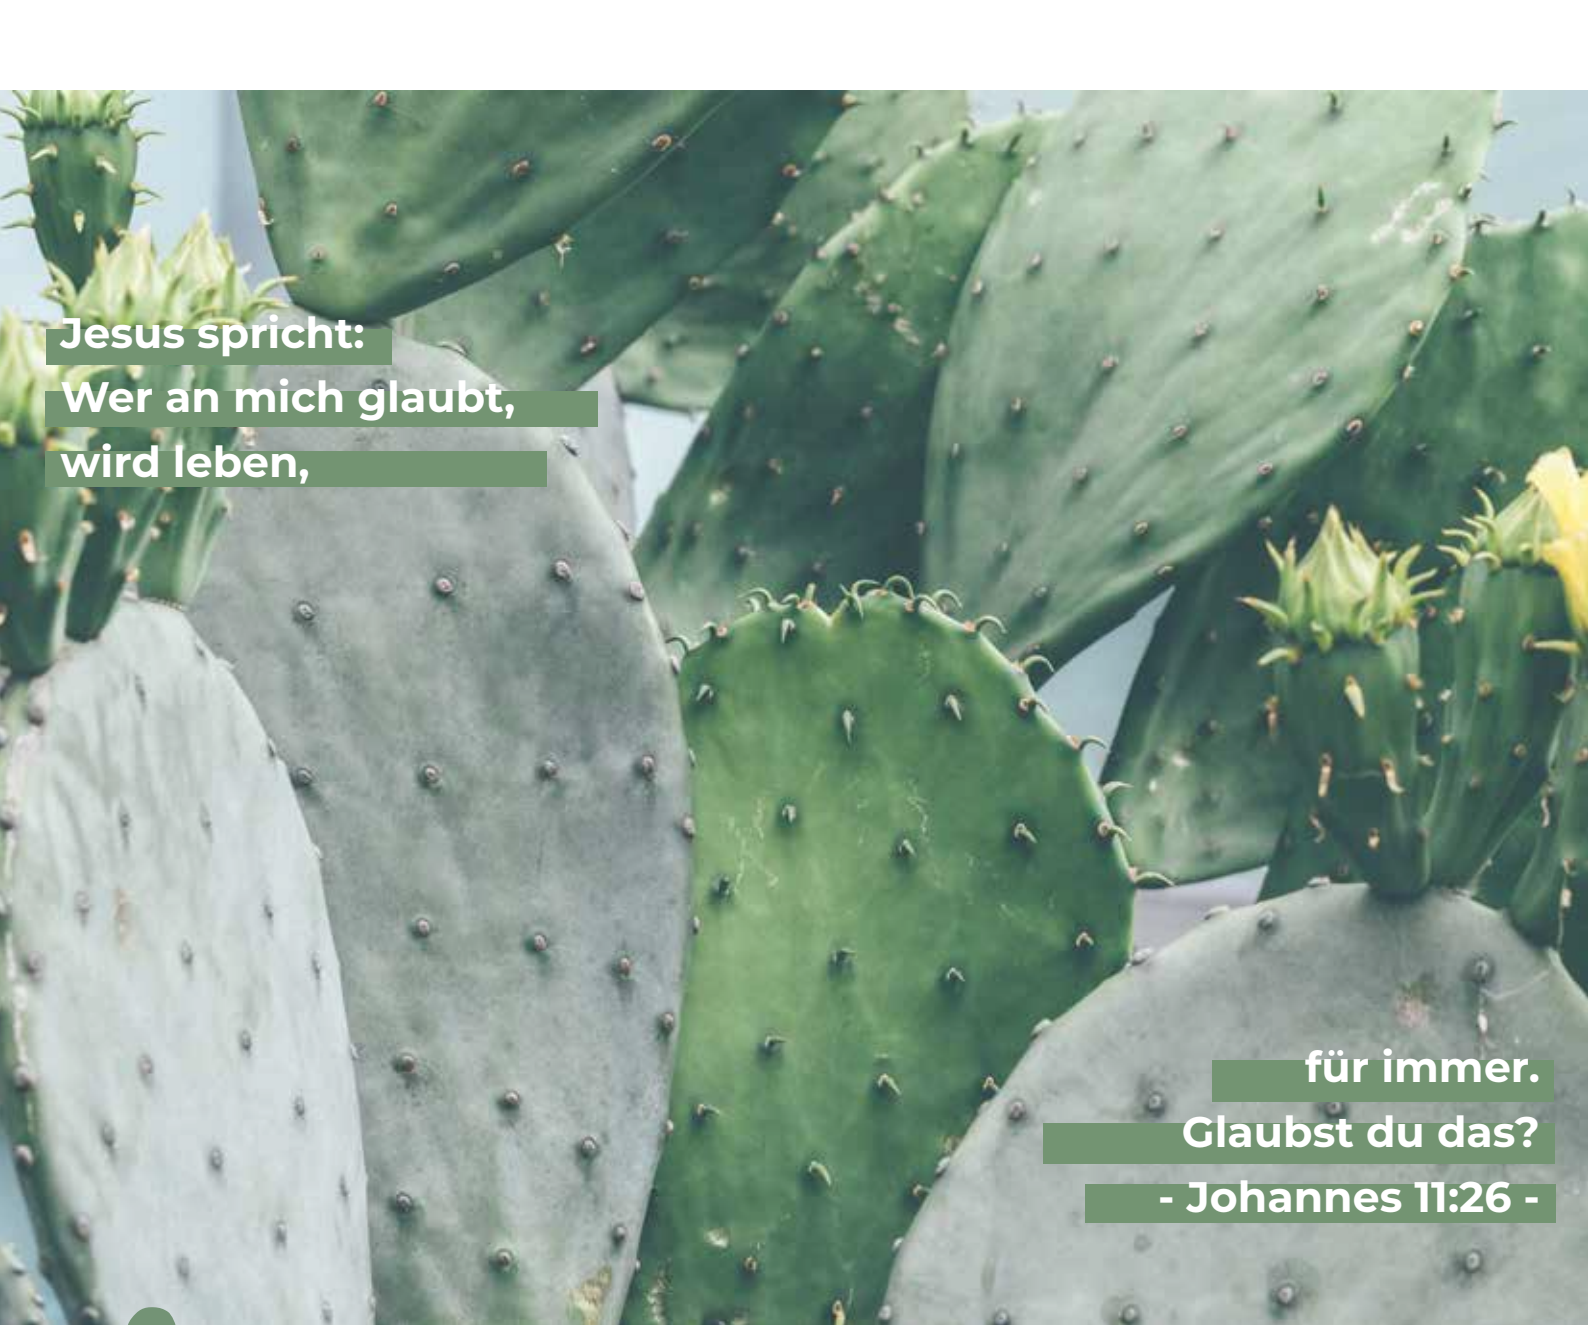 Jesus spricht:
Wer an mich glaubt,
wird leben,
für immer.
Glaubst du das?
- Johannes 11:26 -